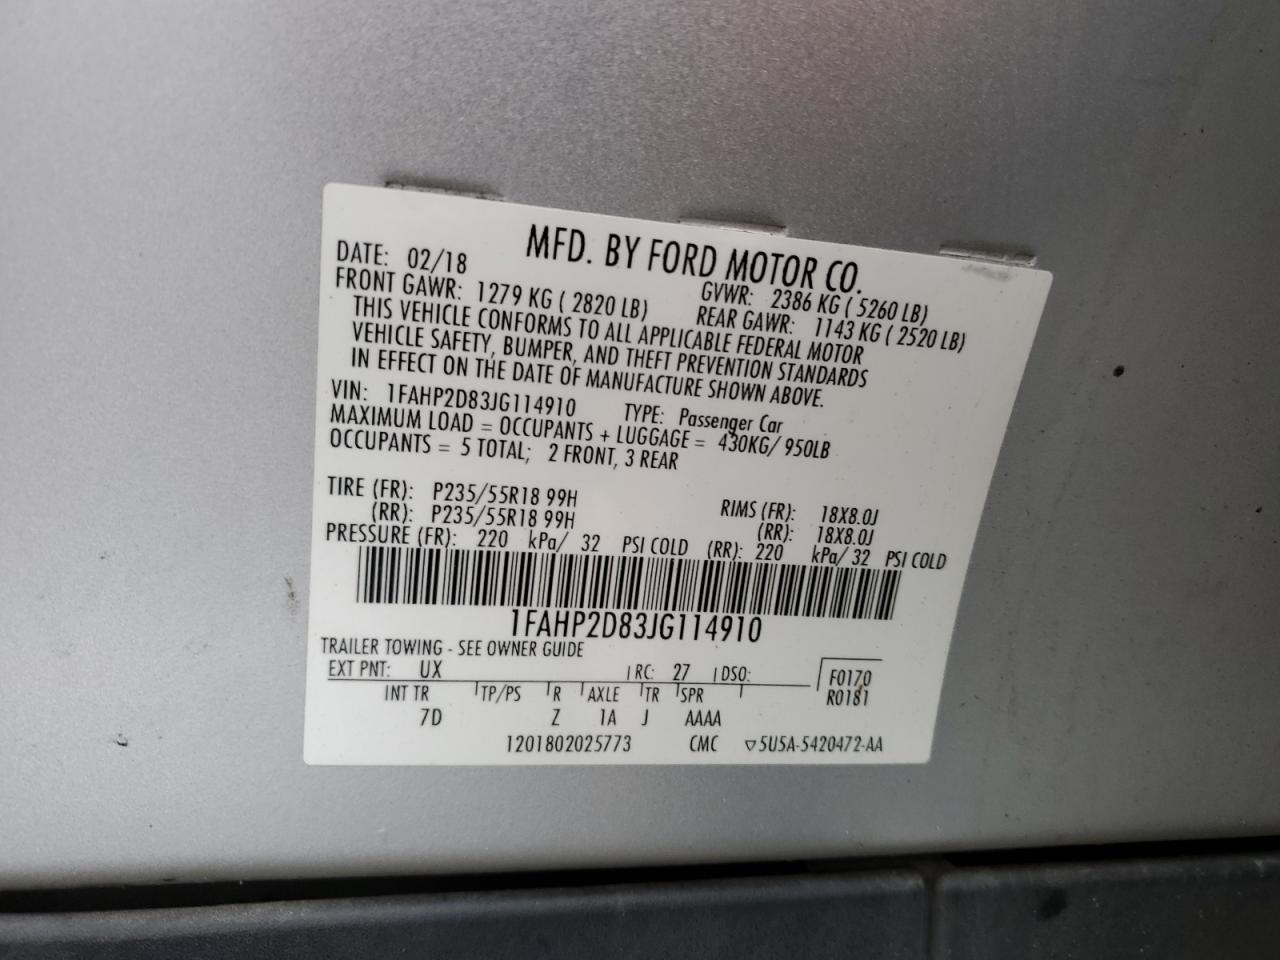 MFD. BY FORD MOTOR CO.
DATE: 02/18 GVWR: 2386 KG ( 5260 LB)
FRONT GAWR: 1279 KG ( 2820 LB) REAR GAWR: 1143 KG ( 2520 LB)
THIS VEHICLE CONFORMS TO ALL APPLICABLE FEDERAL MOTOR
VEHICLE SAFETY, BUMPER, AND THEFT PREVENTION STANDARDS
IN EFFECT ON THE DATE OF MANUFACTURE SHOWN ABOVE.
VIN: 1FAHP2D83JG114910 TYPE: Passenger Car
MAXIMUM LOAD = OCCUPANTS + LUGGAGE = 430KG/ 950LB
OCCUPANTS = 5 TOTAL; 2 FRONT, 3 REAR
TIRE (FR): P235/55R18 99H RIMS (FR): 18X8.0J
(RR): P235/55R18 99H (RR): 18X8.0J
PRESSURE (FR): 220 kPa/ 32 PSI COLD (RR): 220 kPa/ 32 PSI COLD
1FAHP2D83JG114910
TRAILER TOWING - SEE OWNER GUIDE
EXT PNT: UX RC: 27 DSO: F0170
R0181
INT TR TP/PS R AXLE TR SPR
7D Z 1A J AAAA
1201802025773 CMC ▽5U5A-5420472-AA